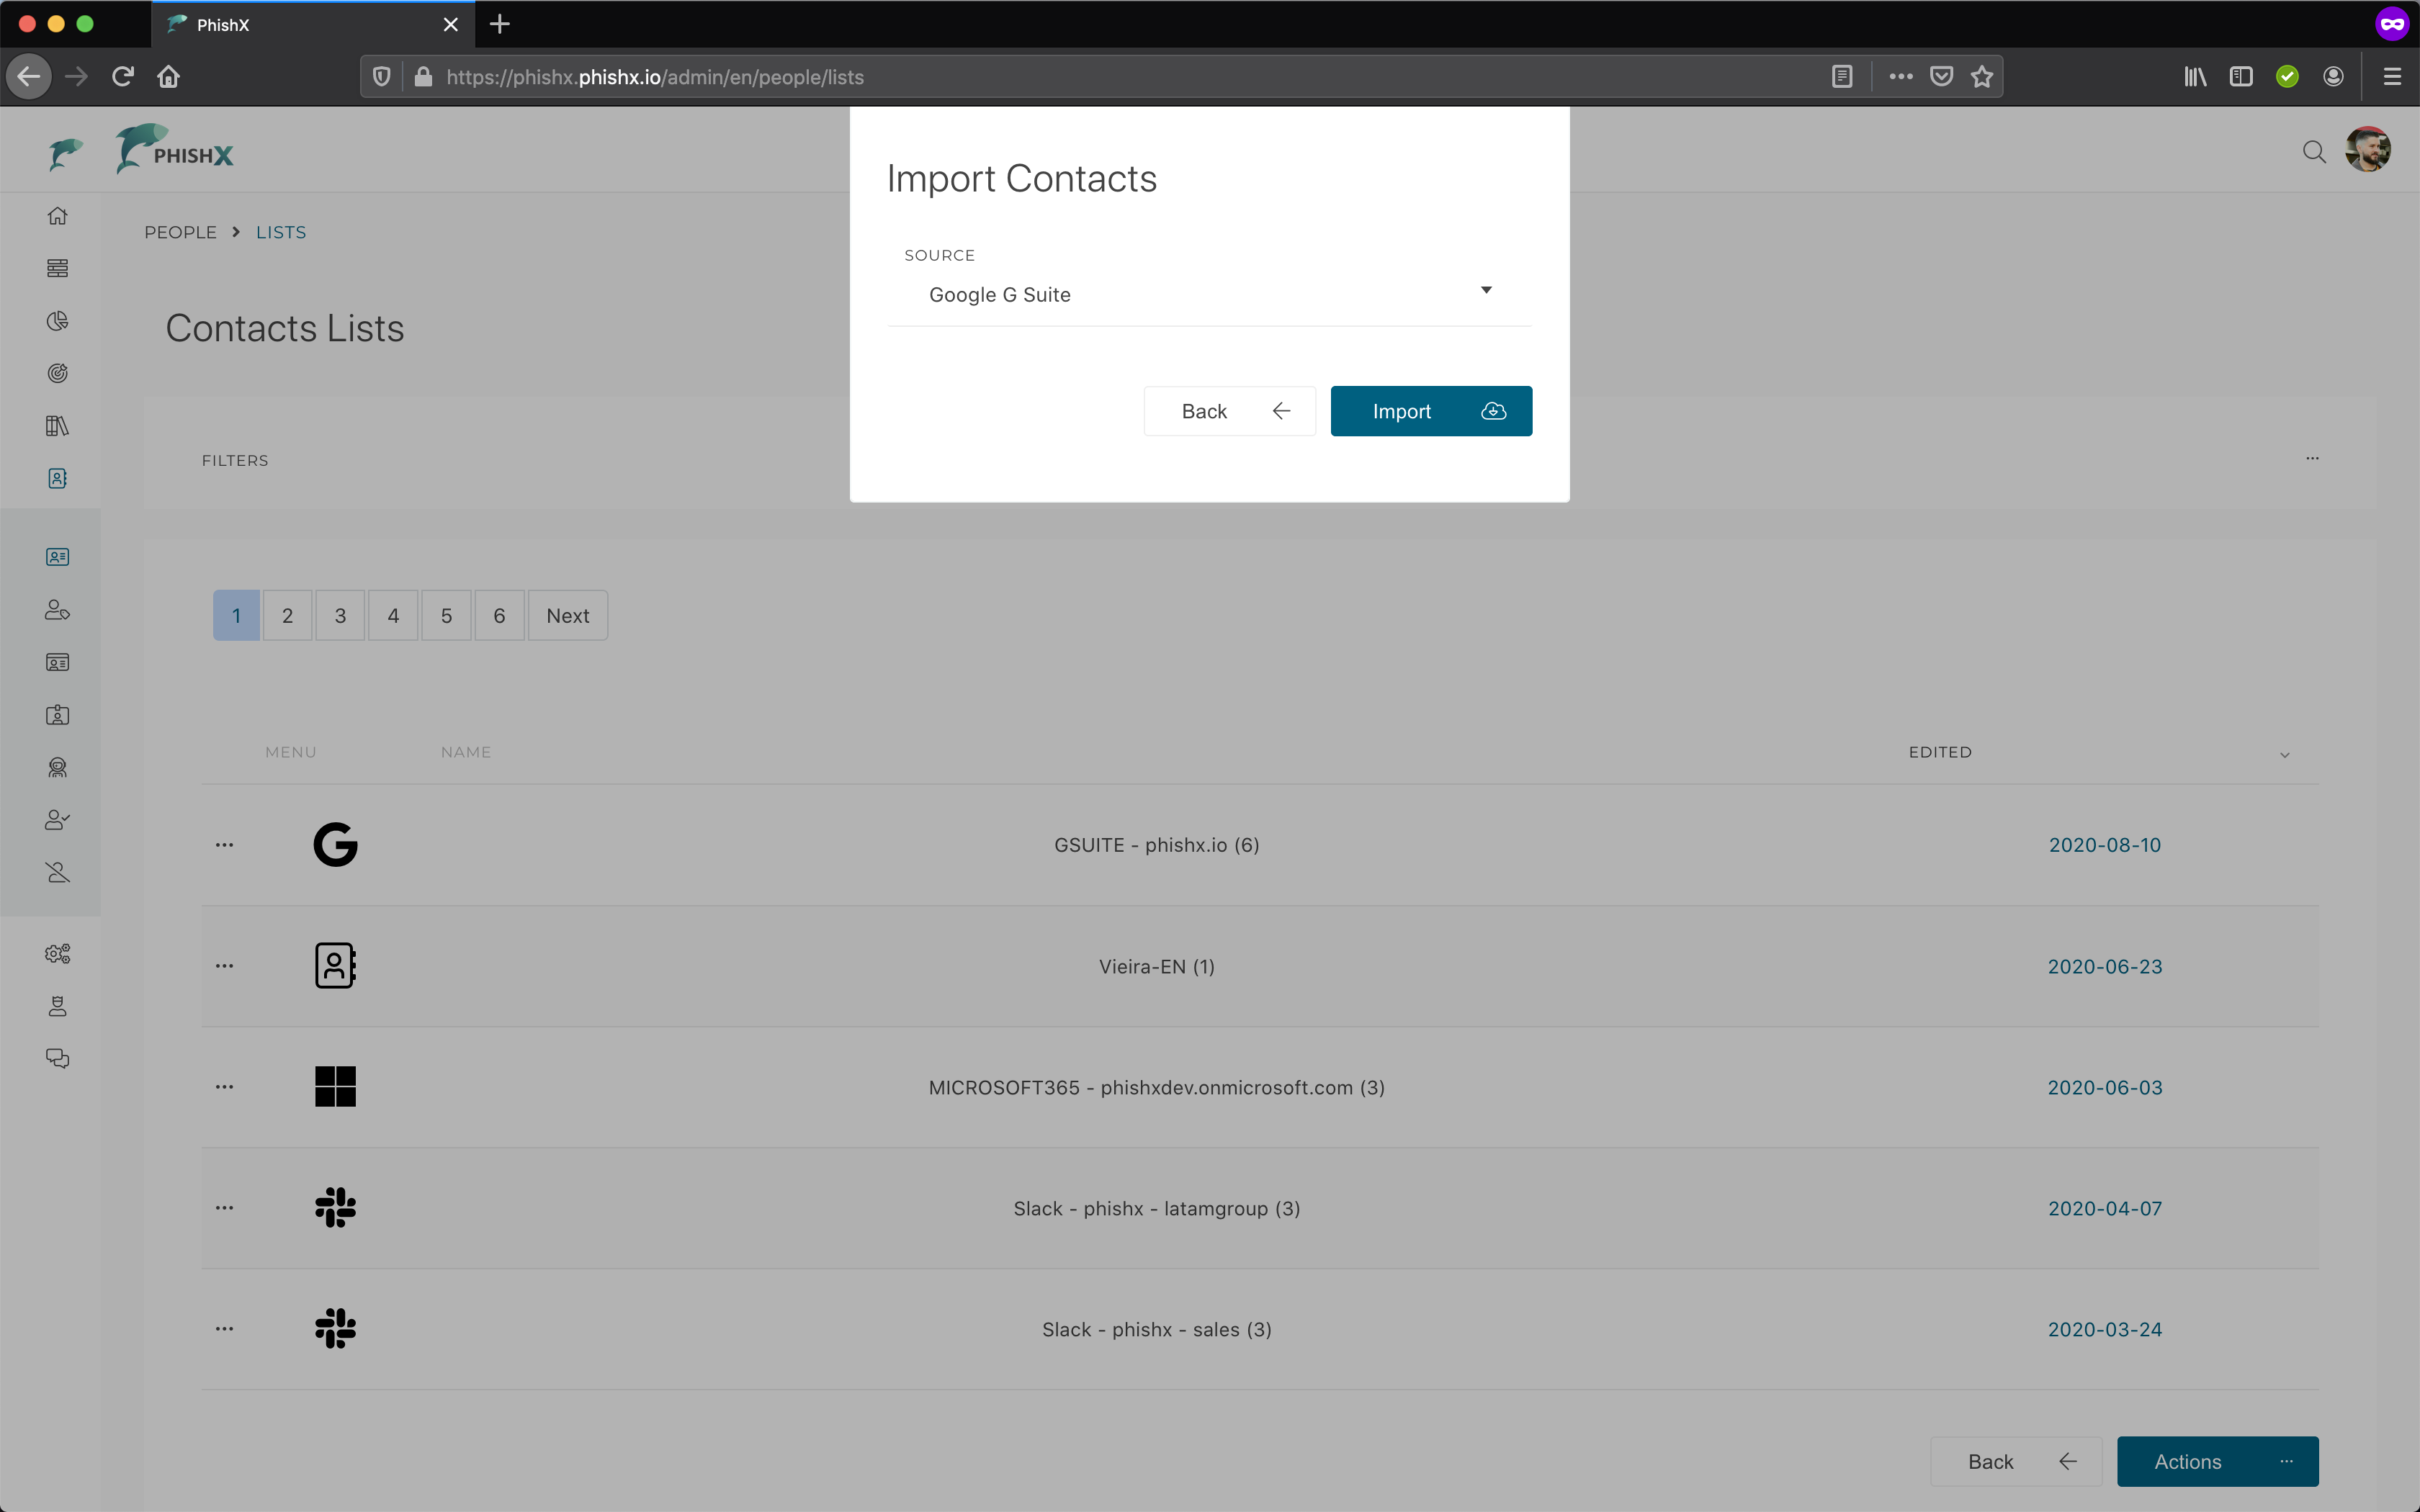 PhishX
https://phishx.phishx.io/admin/en/people/lists
PHISHX
Import Contacts
SOURCE
Google G Suite
Back
Import
PEOPLE LISTS
Contacts Lists
FILTERS
1 2 3 4 5 6 Next
MENU NAME EDITED
GSUITE - phishx.io (6) 2020-08-10
Vieira-EN (1) 2020-06-23
MICROSOFT365 - phishxdev.onmicrosoft.com (3) 2020-06-03
Slack - phishx - latamgroup (3) 2020-04-07
Slack - phishx - sales (3) 2020-03-24
Back Actions